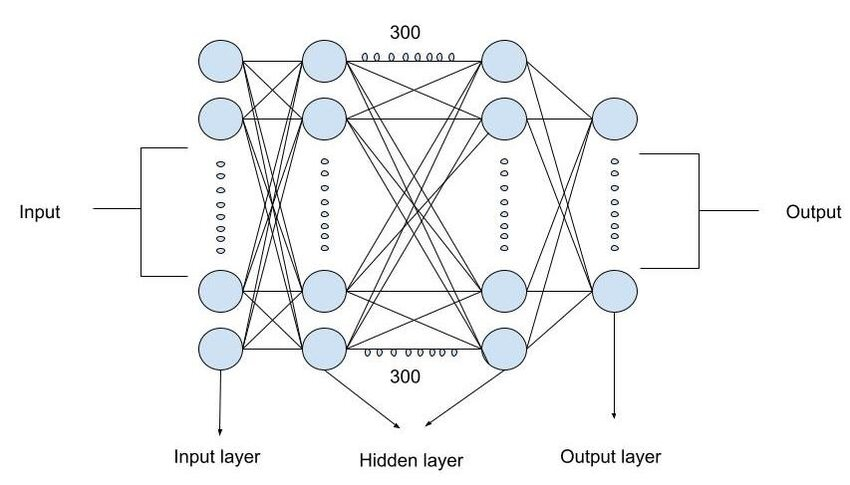 300
Input
Output
300
Input layer
Hidden layer
Output layer